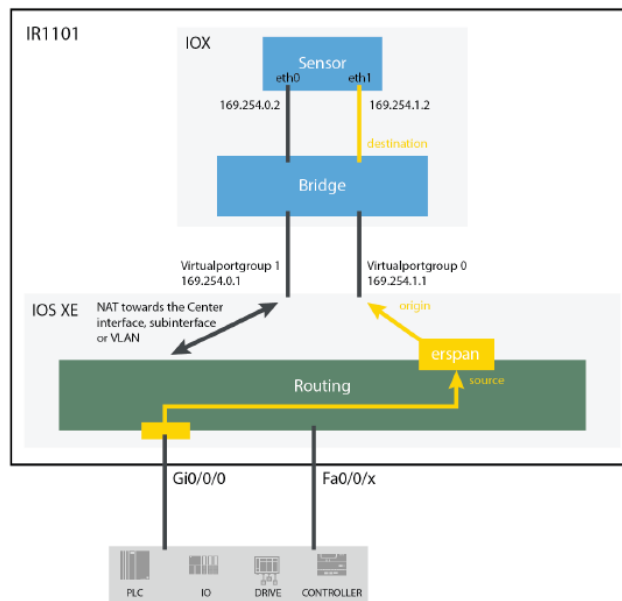 IR1101
IOX
Sensor
eth0
eth1
169.254.0.2
169.254.1.2
destination
Bridge
Virtualportgroup 1
169.254.0.1
Virtualportgroup 0
169.254.1.1
IOS XE
NAT towards the Center
interface, subinterface
or VLAN
origin
erspan
source
Routing
Gi0/0/0
Fa0/0/x
PLC
IO
DRIVE
CONTROLLER